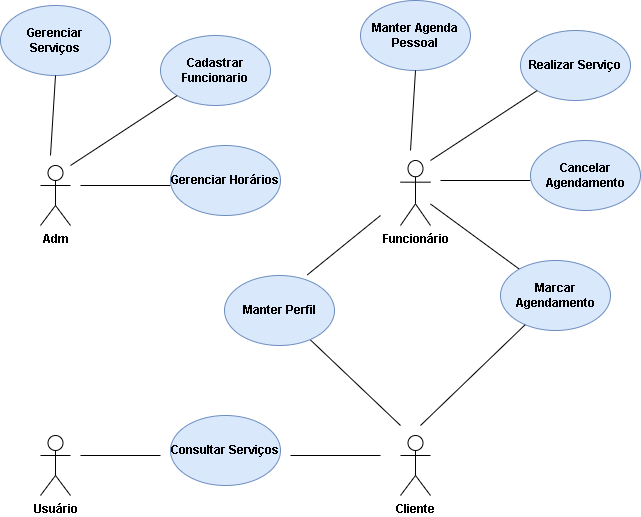 Gerenciar
Serviços
Cadastrar
Funcionario
Gerenciar Horários
Adm
Manter Agenda
Pessoal
Realizar Serviço
Cancelar
Agendamento
Funcionário
Manter Perfil
Marcar
Agendamento
Usuário
Consultar Serviços
Cliente